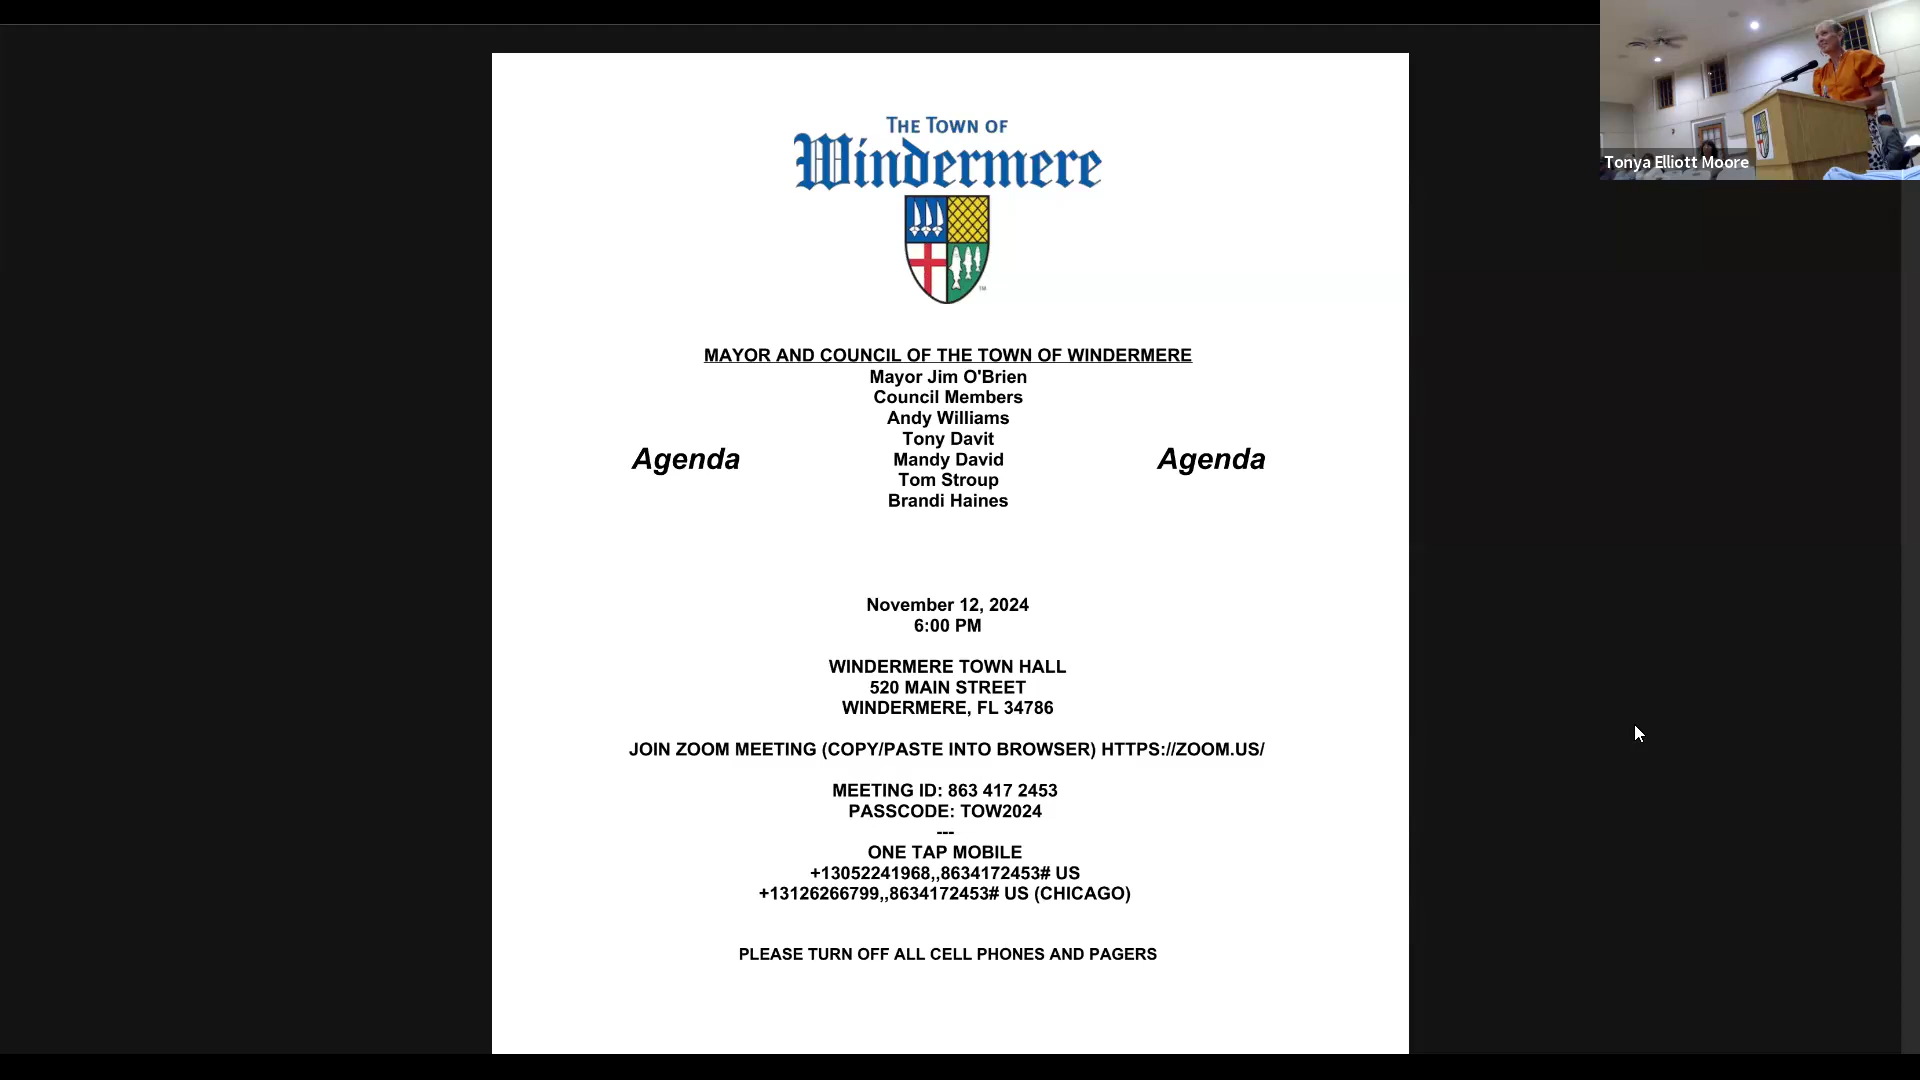 THE TOWN OF
Windermere
TM
MAYOR AND COUNCIL OF THE TOWN OF WINDERMERE
Mayor Jim O'Brien
Council Members
Andy Williams
Tony Davit
Agenda Mandy David Agenda
Tom Stroup
Brandi Haines
November 12, 2024
6:00 PM
WINDERMERE TOWN HALL
520 MAIN STREET
WINDERMERE, FL 34786
JOIN ZOOM MEETING (COPY/PASTE INTO BROWSER) HTTPS://ZOOM.US/
MEETING ID: 863 417 2453
PASSCODE: TOW2024
---
ONE TAP MOBILE
+13052241968,,8634172453# US
+13126266799,,8634172453# US (CHICAGO)
PLEASE TURN OFF ALL CELL PHONES AND PAGERS
Tonya Elliott Moore